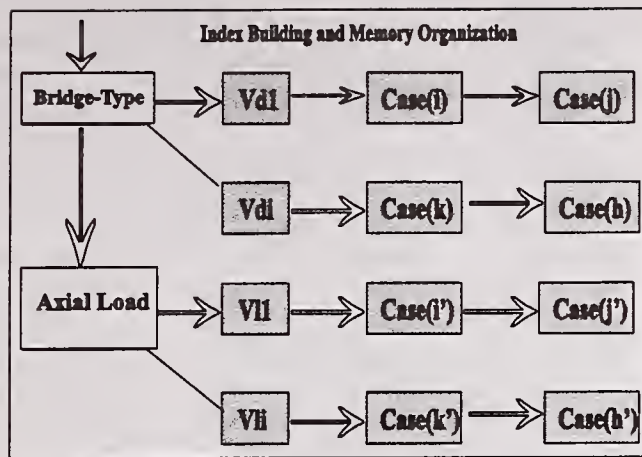 Index Building and Memory Organization
Bridge-Type
Vd1
Case(i)
Case(j)
Vdi
Case(k)
Case(h)
Axial Load
Vl1
Case(i’)
Case(j’)
Vli
Case(k’)
Case(h’)